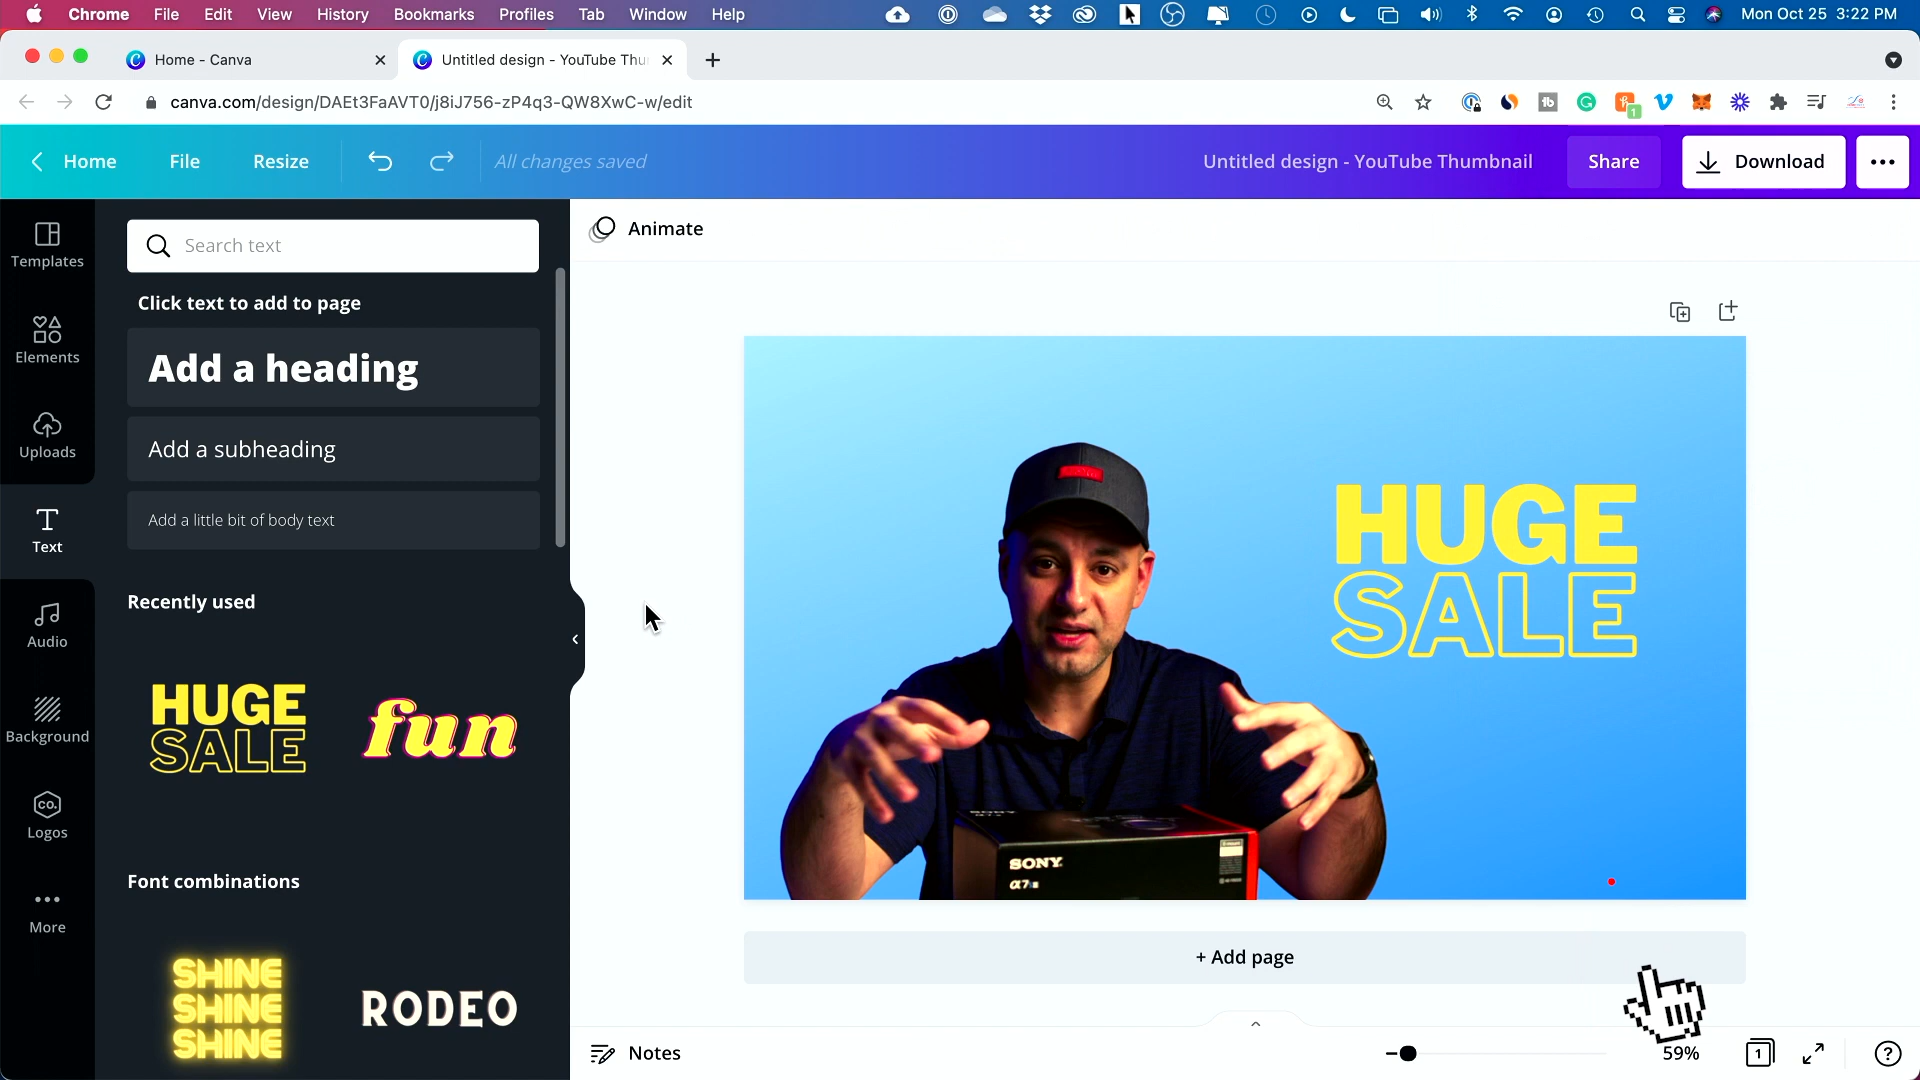 Chrome File Edit View History Bookmarks Profiles Tab Window Help
Mon Oct 25 3:22 PM
Home - Canva
Untitled design - YouTube Thu
canva.com/design/DAEt3FaAVT0/j8iJ756-zP4q3-QW8XwC-w/edit
Home File Resize All changes saved
Untitled design - YouTube Thumbnail Share Download
Templates
Elements
Uploads
Text
Audio
Background
CO.
Logos
More
Search text
Click text to add to page
Add a heading
Add a subheading
Add a little bit of body text
Recently used
HUGE
SALE
fun
Font combinations
SHINE
SHINE
SHINE
RODEO
Animate
HUGE
SALE
SONY
+ Add page
Notes
59%
1